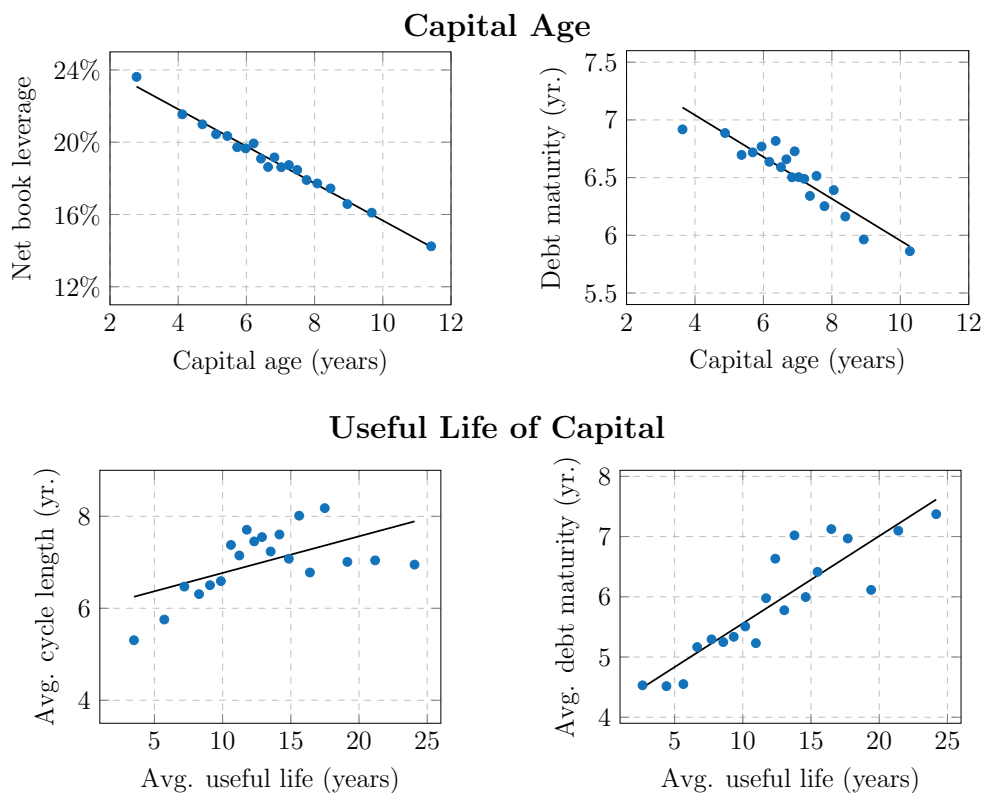 Capital Age
Net book leverage
24%
20%
16%
12%
2 4 6 8 10 12
Capital age (years)
Debt maturity (yr.)
7.5
7
6.5
6
5.5
2 4 6 8 10 12
Capital age (years)
Useful Life of Capital
Avg. cycle length (yr.)
8
6
4
5 10 15 20 25
Avg. useful life (years)
Avg. debt maturity (yr.)
8
7
6
5
4
5 10 15 20 25
Avg. useful life (years)